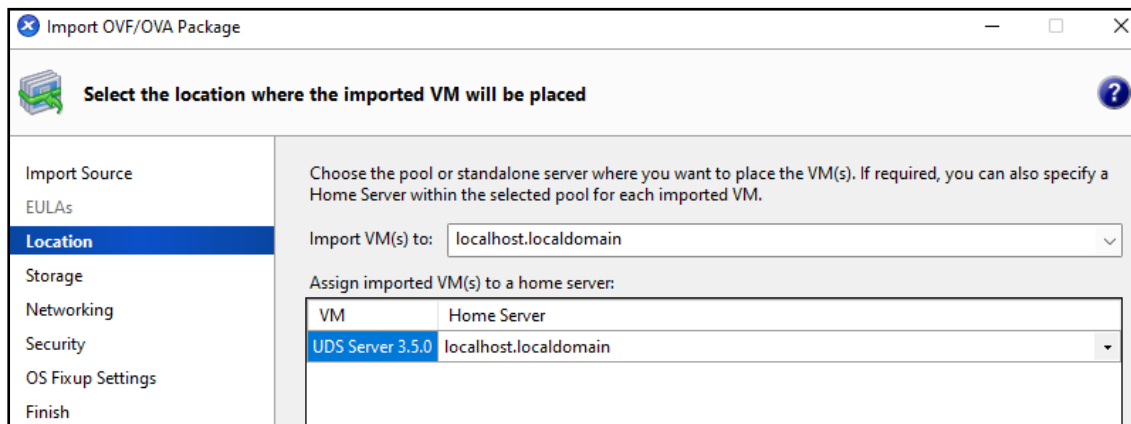 Import OVF/OVA Package
Select the location where the imported VM will be placed
Import Source
EULAs
Location
Storage
Networking
Security
OS Fixup Settings
Finish
Choose the pool or standalone server where you want to place the VM(s). If required, you can also specify a
Home Server within the selected pool for each imported VM.
Import VM(s) to: localhost.localdomain
Assign imported VM(s) to a home server:
VM Home Server
UDS Server 3.5.0 localhost.localdomain